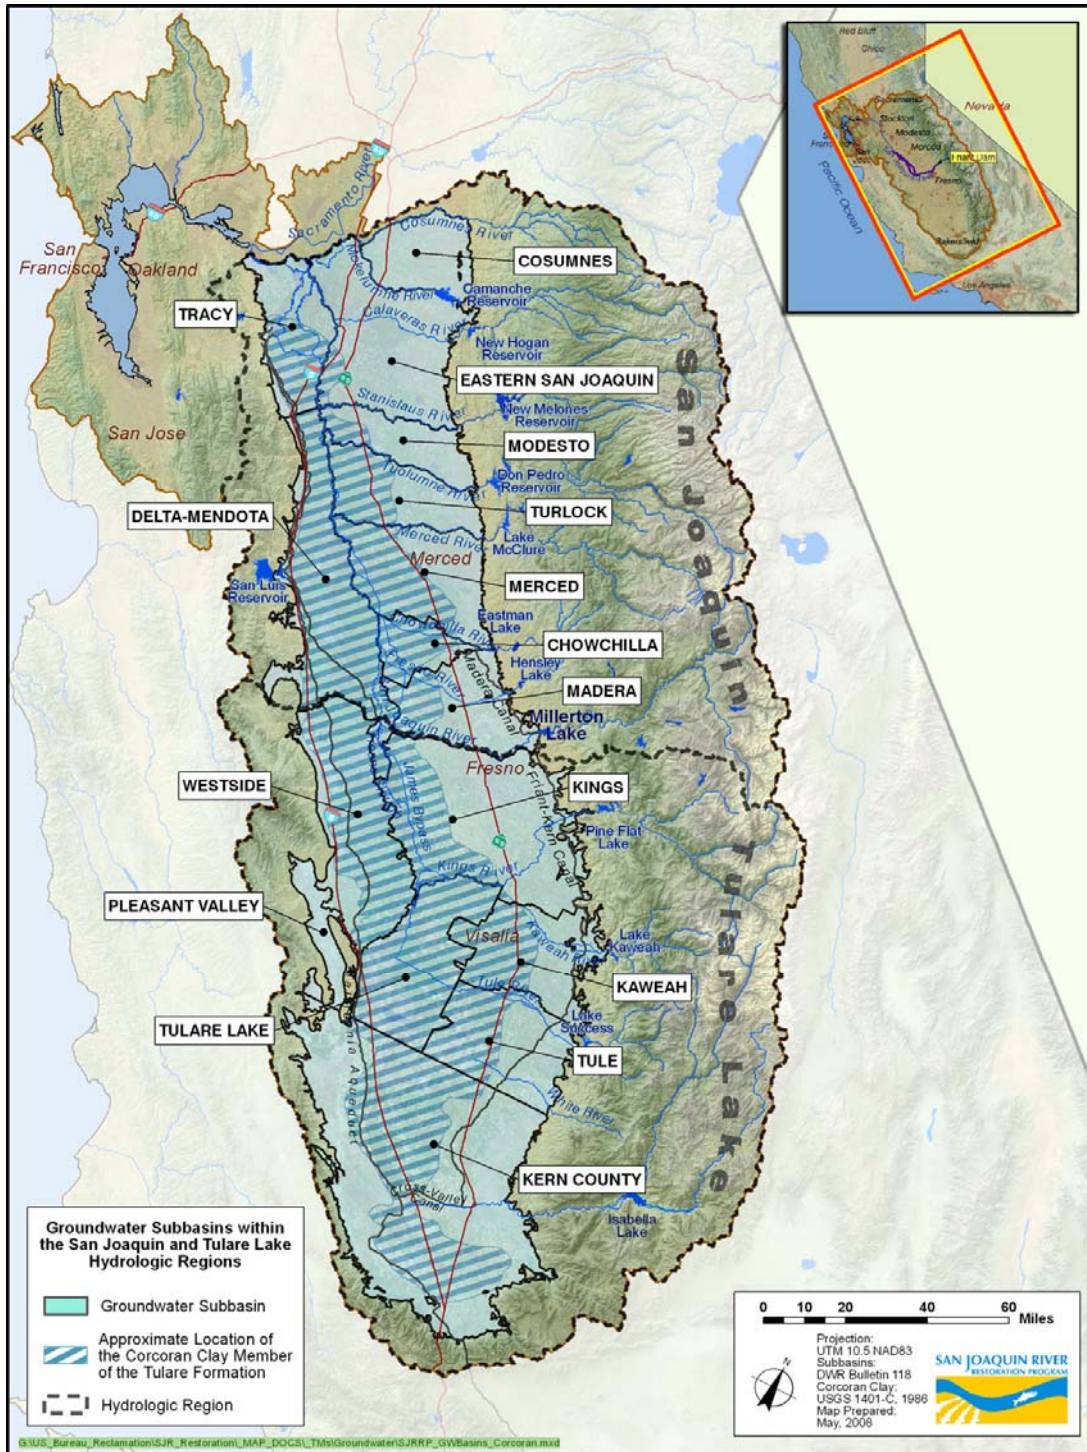 Red Bluff
Chico
Nevada
Sacramento
Stockton
Modesto
Merced
Friant Dam
San
Fresno
Pacific Ocean
Bakersfield
Los Angeles
Sacramento River
Cosumnes River
COSUMNES
San
Francisco
Oakland
Mokelumne River
Camanche
Reservoir
TRACY
Calaveras River
New Hogan
Reservoir
EASTERN SAN JOAQUIN
Stanislaus River
New Melones
Reservoir
San Jose
MODESTO
Tuolumne River
Don Pedro
Reservoir
DELTA-MENDOTA
TURLOCK
Merced River
Lake
McClure
Merced
San Luis
Reservoir
MERCED
Eastman
Lake
CHOWCHILLA
Hensley
Lake
Fresno River
Madera Canal
MADERA
Millerton
Lake
Joaquin River
Fresno
San Joaquin
WESTSIDE
James Bypass
KINGS
Friant-Kern Canal
Pine Flat
Lake
Kings River
PLEASANT VALLEY
Visalia
Kaweah River
Lake
Kaweah
KAWEAH
Tule River
TULARE LAKE
Lake
Success
TULE
Tulare Lake
Aqueduct
White River
KERN COUNTY
Cross-Valley
Canal
Isabella
Lake
Groundwater Subbasins within
the San Joaquin and Tulare Lake
Hydrologic Regions
Groundwater Subbasin
Approximate Location of
the Corcoran Clay Member
of the Tulare Formation
Hydrologic Region
0 10 20 40 60
Miles
N
Projection:
UTM 10.5 NAD83
Subbasins:
DWR Bulletin 118
Corcoran Clay;
USGS 1401-C, 1986
Map Prepared:
May, 2008
SAN JOAQUIN RIVER
RESTORATION PROGRAM
G:\US_Bureau_Reclamation\SJR_Restoration\_MAP_DOCS\_TMs\Groundwater\SJRRP_GWBasins_Corcoran.mxd